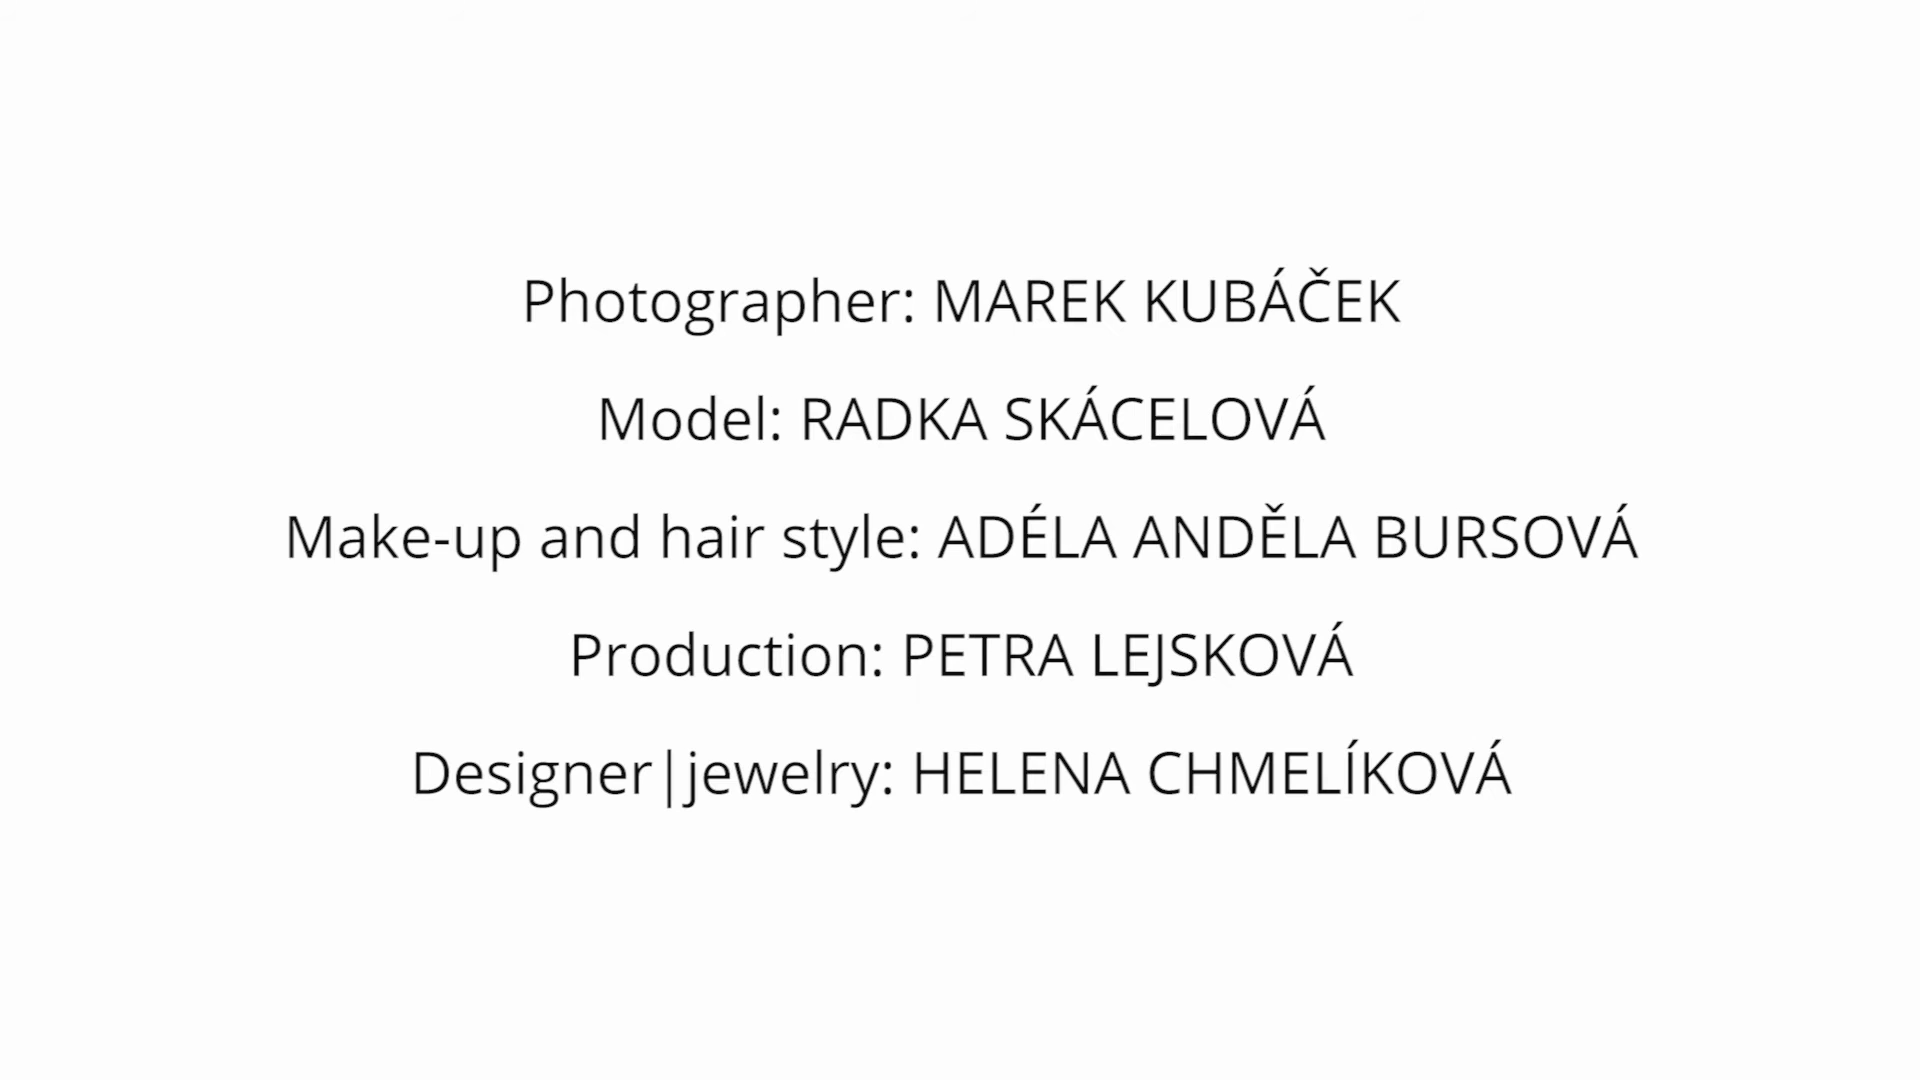 Photographer: MAREK KUBÁČEK
Model: RADKA SKÁCELOVÁ
Make-up and hair style: ADÉLA ANDĚLA BURSOVÁ
Production: PETRA LEJSKOVÁ
Designer|jewelry: HELENA CHMELÍKOVÁ